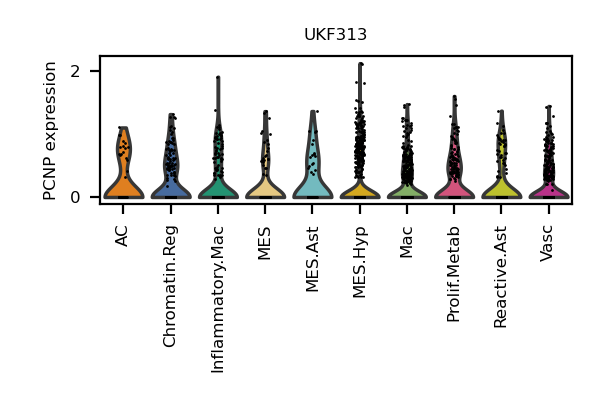 UKF313
PCNP expression
2
0
AC
Chromatin.Reg
Inflammatory.Mac
MES
MES.Ast
MES.Hyp
Mac
Prolif.Metab
Reactive.Ast
Vasc